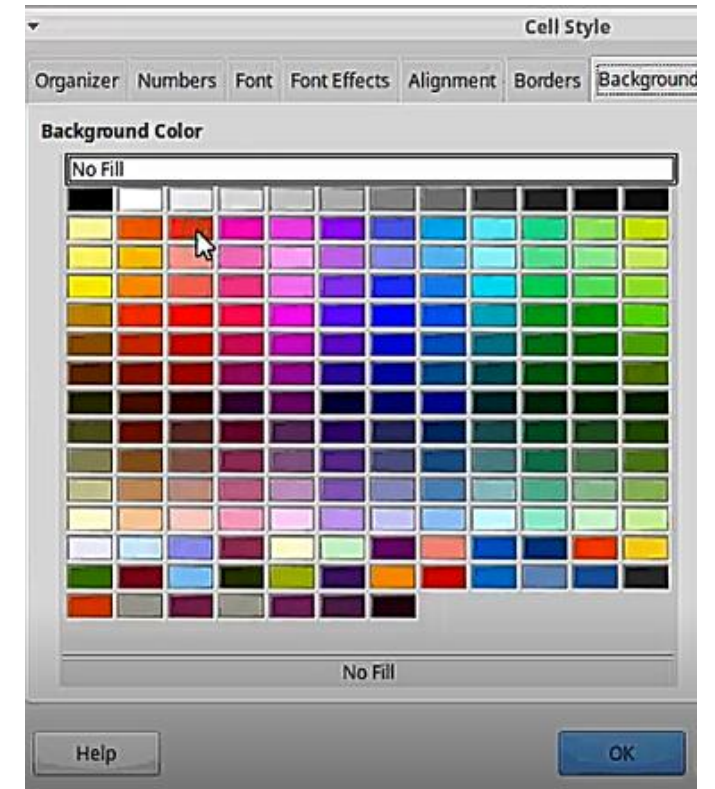 Cell Style
Organizer Numbers Font Font Effects Alignment Borders Background
Background Color
No Fill
No Fill
Help OK